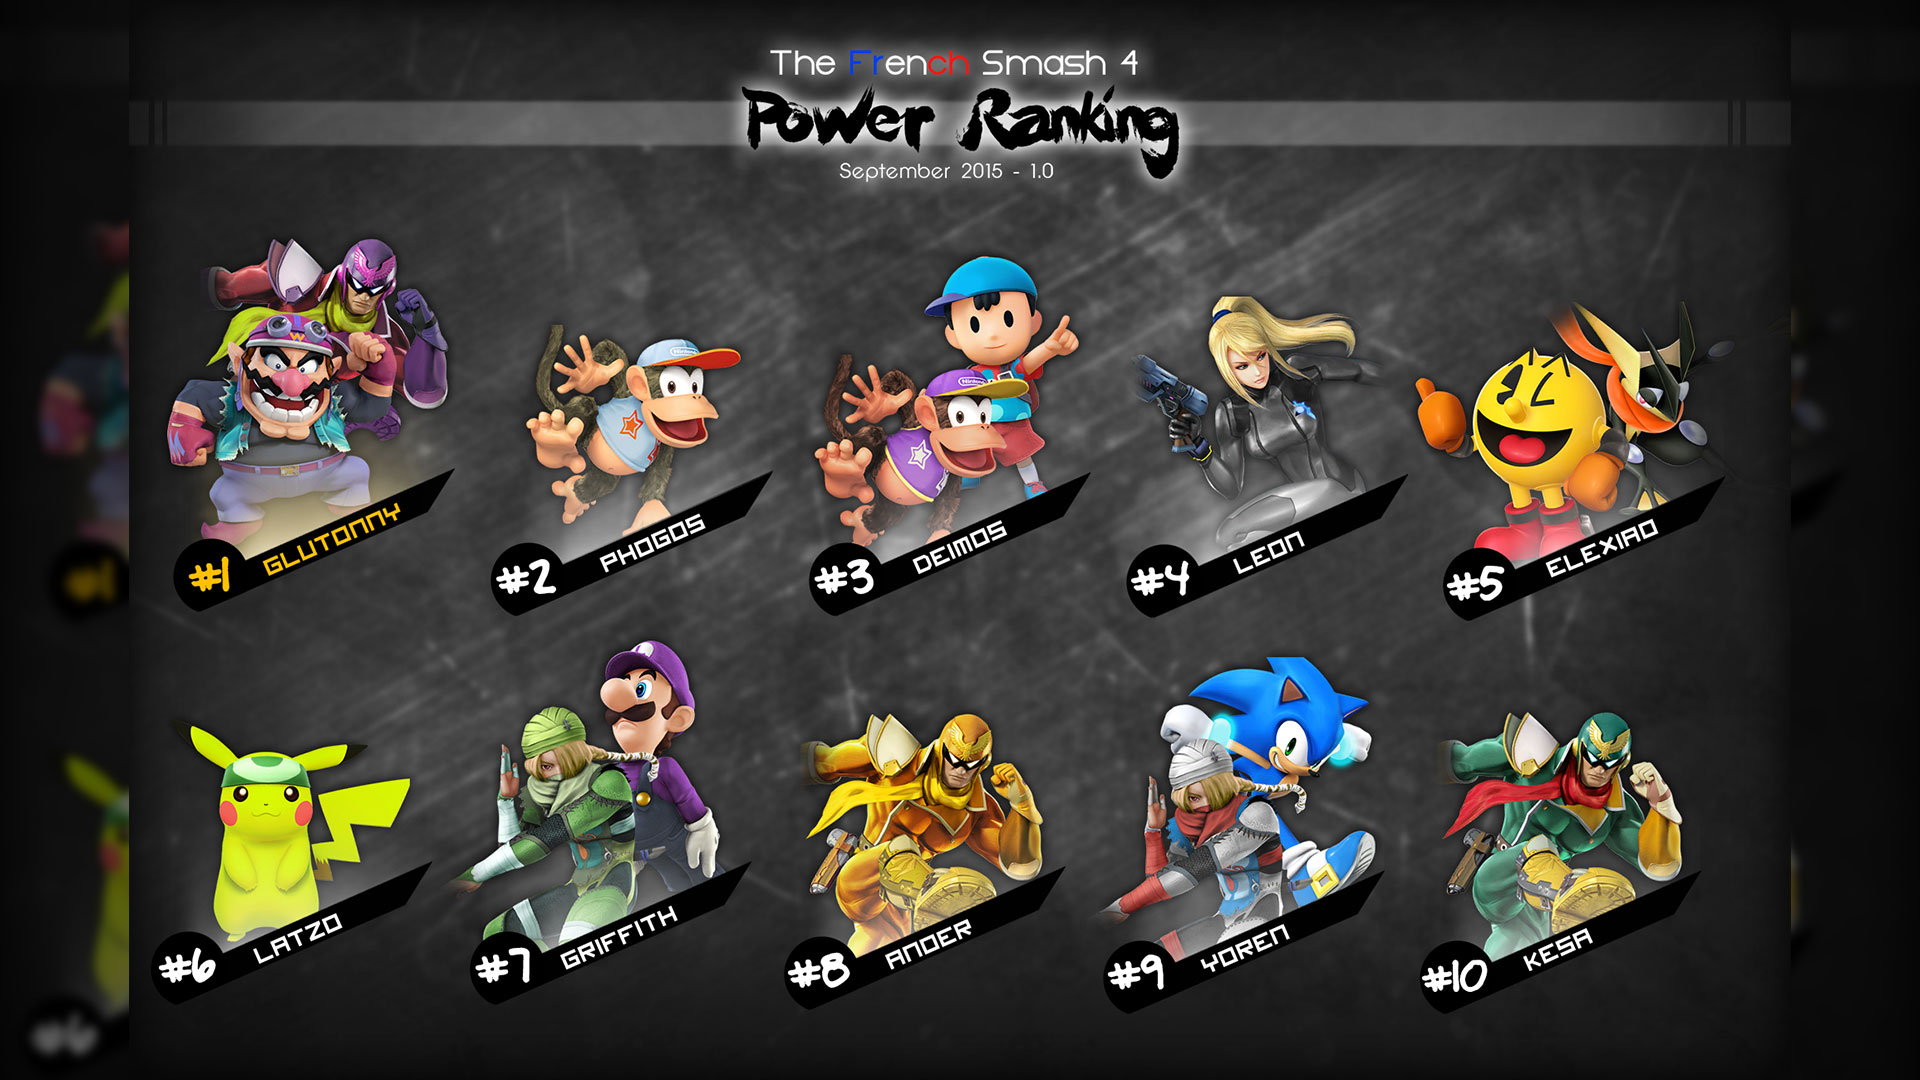 The French Smash 4
Power Ranking
September 2015 - 1.0
#1 GLUTONNY
#2 PHOGOS
#3 DEIMOS
#4 LEON
#5 ELEXIAO
#6 LATZO
#7 GRIFFITH
#8 ANDER
#9 YOREN
#10 KESA